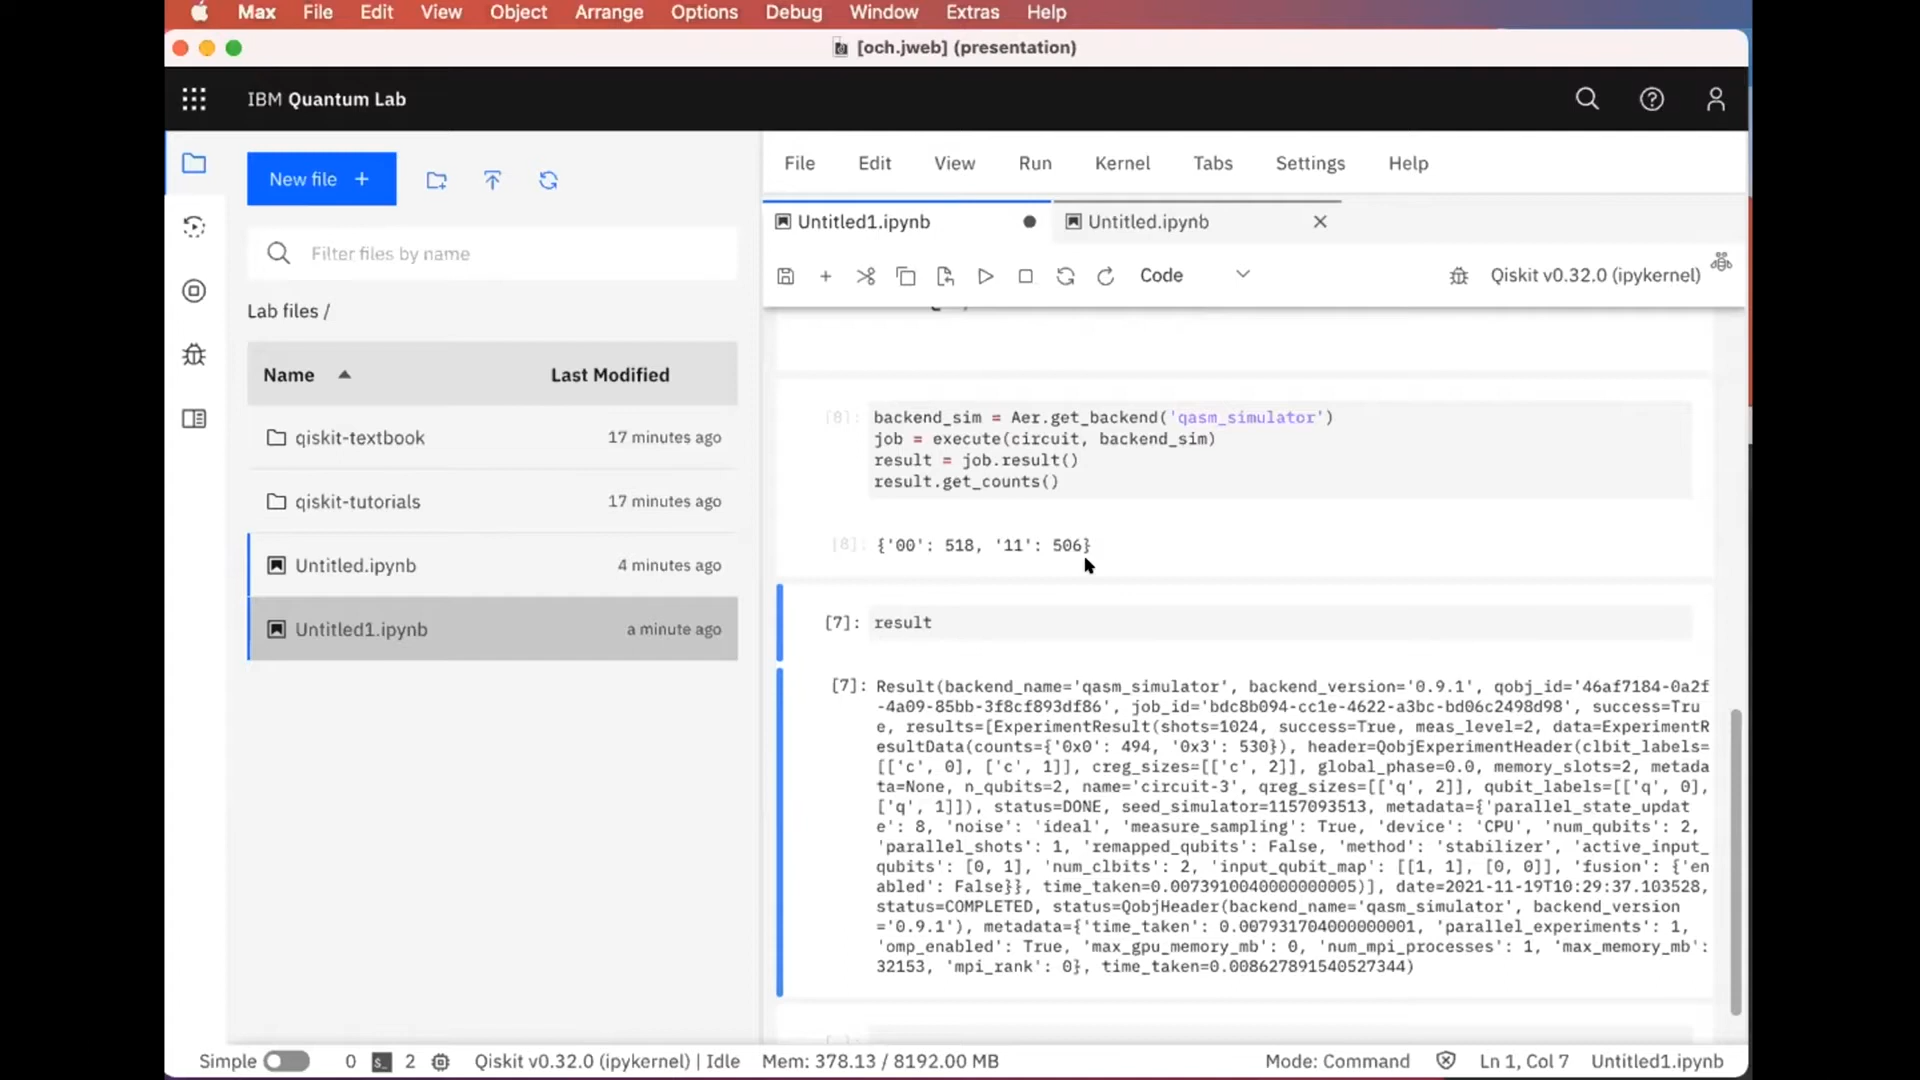 Max File Edit View Object Arrange Options Debug Window Extras Help
[och.jweb] (presentation)
IBM Quantum Lab
New file +
Filter files by name
Lab files /
Name Last Modified
qiskit-textbook 17 minutes ago
qiskit-tutorials 17 minutes ago
Untitled.ipynb 4 minutes ago
Untitled1.ipynb a minute ago
File Edit View Run Kernel Tabs Settings Help
Untitled1.ipynb Untitled.ipynb
Code Qiskit v0.32.0 (ipykernel)
[8]: backend_sim = Aer.get_backend('qasm_simulator')
job = execute(circuit, backend_sim)
result = job.result()
result.get_counts()
[8]: {'00': 518, '11': 506}
[7]: result
[7]: Result(backend_name='qasm_simulator', backend_version='0.9.1', qobj_id='46af7184-0a2f
-4a09-85bb-3f8cf893df86', job_id='bdc8b094-cc1e-4622-a3bc-bd06c2498d98', success=Tru
e, results=[ExperimentResult(shots=1024, success=True, meas_level=2, data=ExperimentR
esultData(counts={'0x0': 494, '0x3': 530}), header=QobjExperimentHeader(clbit_labels=
[['c', 0], ['c', 1]], creg_sizes=[['c', 2]], global_phase=0.0, memory_slots=2, metada
ta=None, n_qubits=2, name='circuit-3', qreg_sizes=[['q', 2]], qubit_labels=[['q', 0],
['q', 1]]), status=DONE, seed_simulator=1157093513, metadata={'parallel_state_updat
e': 8, 'noise': 'ideal', 'measure_sampling': True, 'device': 'CPU', 'num_qubits': 2,
'parallel_shots': 1, 'remapped_qubits': False, 'method': 'stabilizer', 'active_input_
qubits': [0, 1], 'num_clbits': 2, 'input_qubit_map': [[1, 1], [0, 0]], 'fusion': {'en
abled': False}}, time_taken=0.0073910040000000005)], date=2021-11-19T10:29:37.103528,
status=COMPLETED, status=QobjHeader(backend_name='qasm_simulator', backend_version
='0.9.1'), metadata={'time_taken': 0.007931704000000001, 'parallel_experiments': 1,
'omp_enabled': True, 'max_gpu_memory_mb': 0, 'num_mpi_processes': 1, 'max_memory_mb':
32153, 'mpi_rank': 0}, time_taken=0.008627891540527344)
Simple 0 2 Qiskit v0.32.0 (ipykernel) | Idle Mem: 378.13 / 8192.00 MB Mode: Command Ln 1, Col 7 Untitled1.ipynb